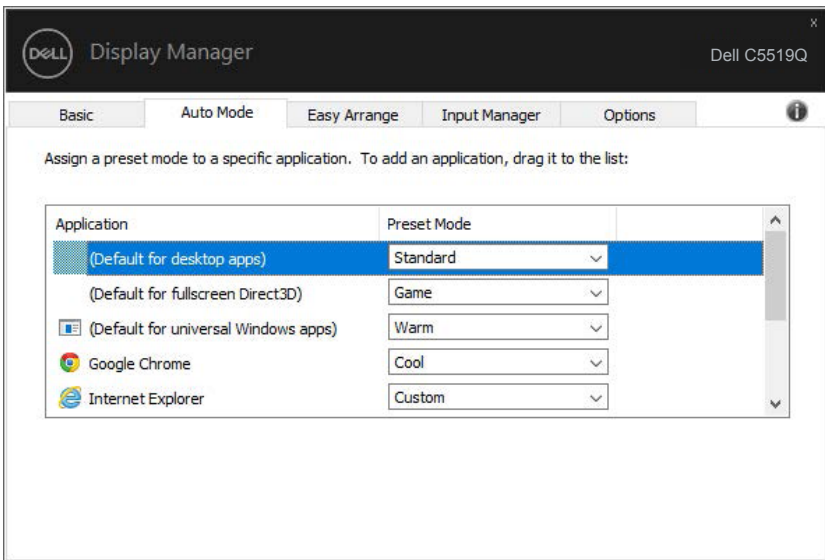 x
DELL Display Manager Dell C5519Q
Basic Auto Mode Easy Arrange Input Manager Options i
Assign a preset mode to a specific application. To add an application, drag it to the list:
Application Preset Mode
(Default for desktop apps) Standard
(Default for fullscreen Direct3D) Game
(Default for universal Windows apps) Warm
Google Chrome Cool
Internet Explorer Custom